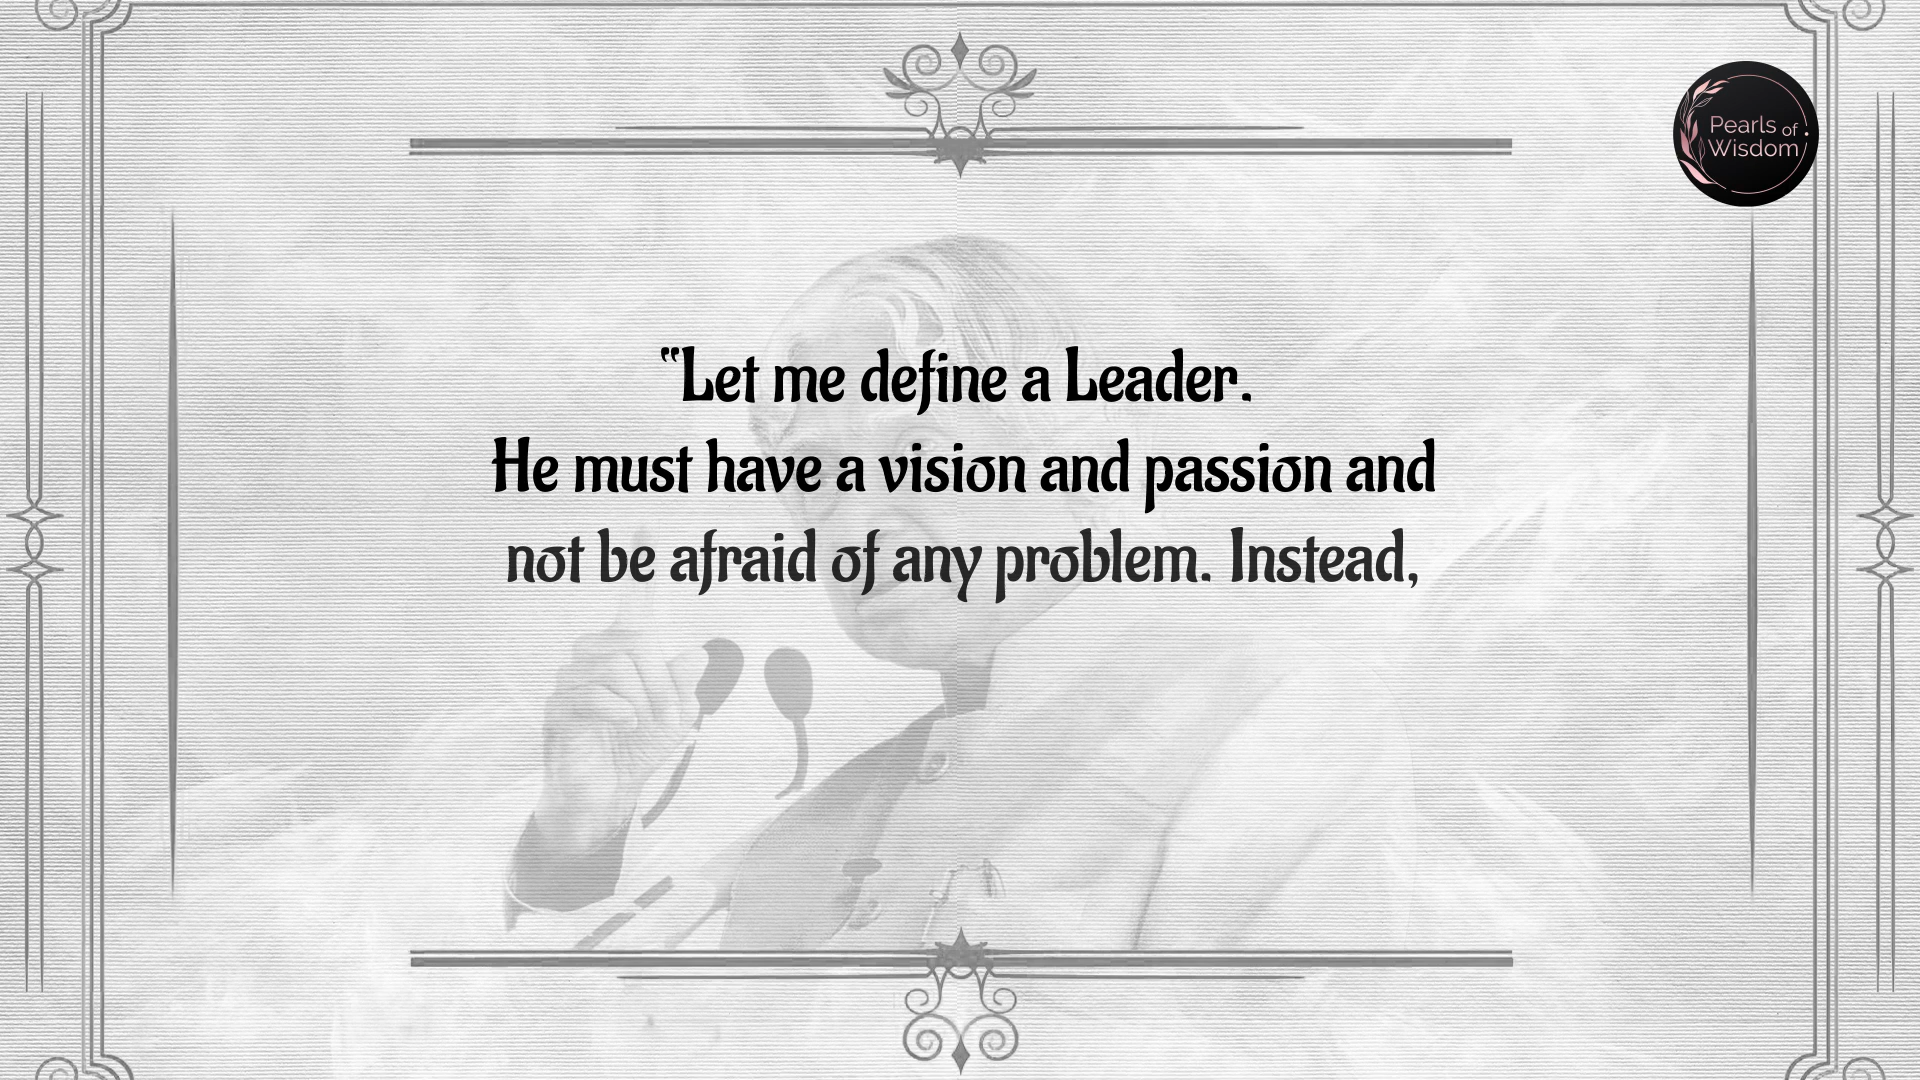 Pearls of
Wisdom
“Let me define a Leader.
He must have a vision and passion and
not be afraid of any problem. Instead,